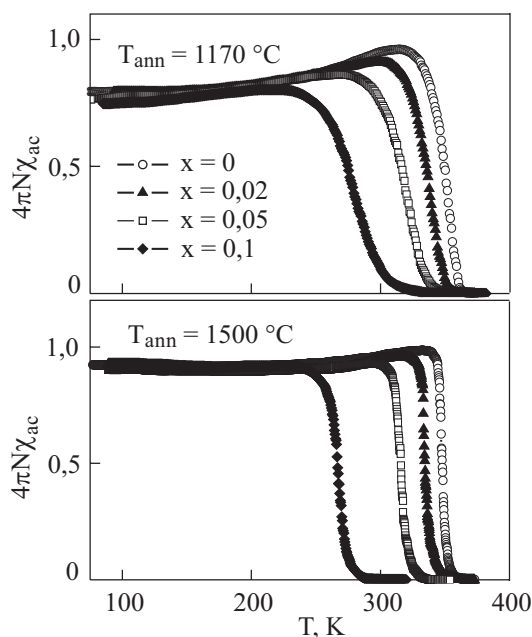 1,0
T_ann = 1170 °C
4πNχ_ac
0,5
x = 0
x = 0,02
x = 0,05
x = 0,1
0
1,0
T_ann = 1500 °C
4πNχ_ac
0,5
0
100 200 300 400
T, K